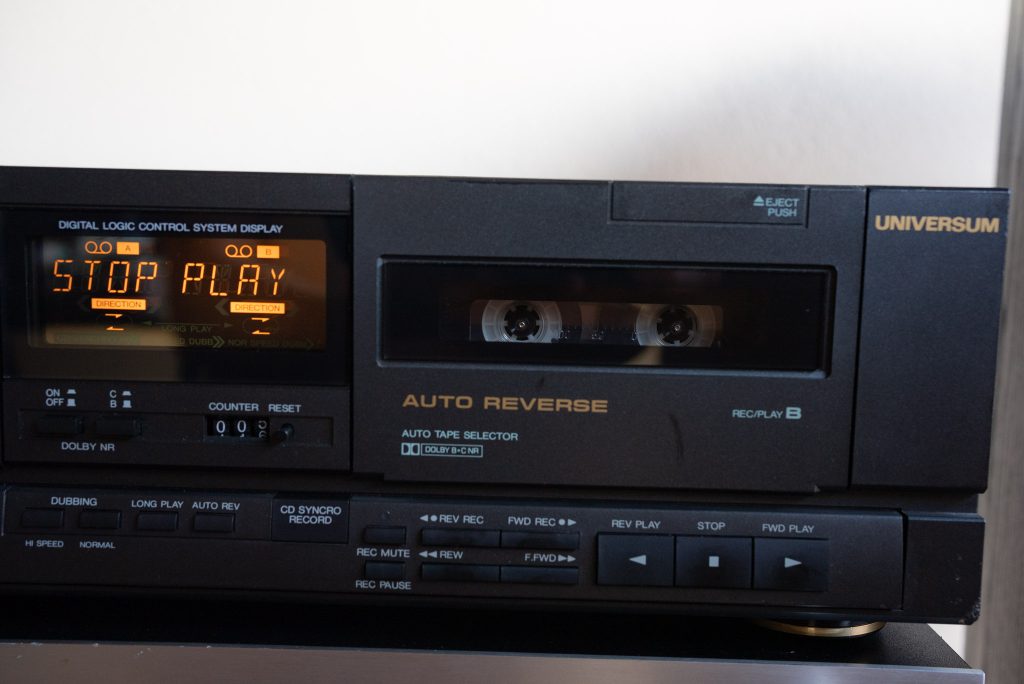 EJECT
PUSH
UNIVERSUM
DIGITAL LOGIC CONTROL SYSTEM DISPLAY
A B
STOP PLAY
DIRECTION DIRECTION
LONG PLAY
DUBB NOR SPEED DUBB
AUTO REVERSE
REC/PLAY B
AUTO TAPE SELECTOR
DOLBY B•C NR
ON
OFF
C
B
DOLBY NR
COUNTER RESET
0 0
DUBBING
LONG PLAY
AUTO REV
CD SYNCRO
RECORD
HI SPEED
NORMAL
REC MUTE
REC PAUSE
◀◀●REV REC
FWD REC●▶
◀◀REW
F.FWD▶▶
REV PLAY
STOP
FWD PLAY